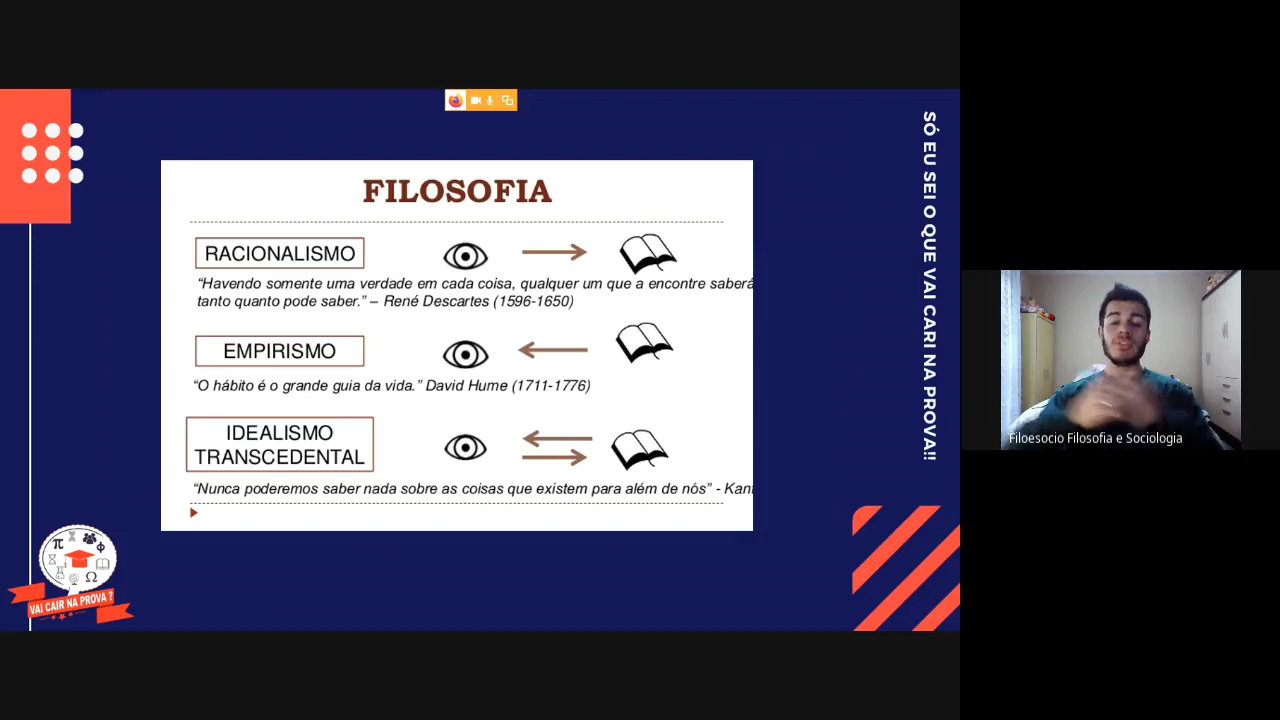 FILOSOFIA
RACIONALISMO
“Havendo somente uma verdade em cada coisa, qualquer um que a encontre saberá
tanto quanto pode saber.” – René Descartes (1596-1650)
EMPIRISMO
“O hábito é o grande guia da vida.” David Hume (1711-1776)
IDEALISMO
TRANSCEDENTAL
“Nunca poderemos saber nada sobre as coisas que existem para além de nós” - Kant
SÓ EU SEI O QUE VAI CARI NA PROVA!!
π
Φ
Ω
VAI CAIR NA PROVA ?
Filoesocio Filosofia e Sociologia